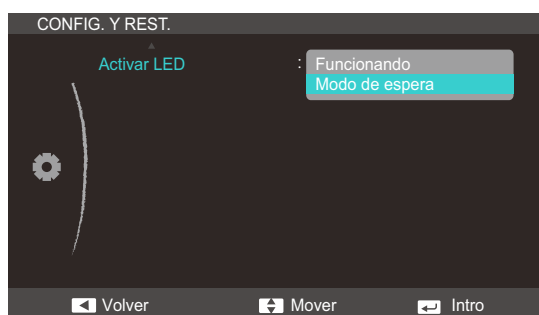 CONFIG. Y REST.
Activar LED : Funcionando
Modo de espera
Volver Mover Intro